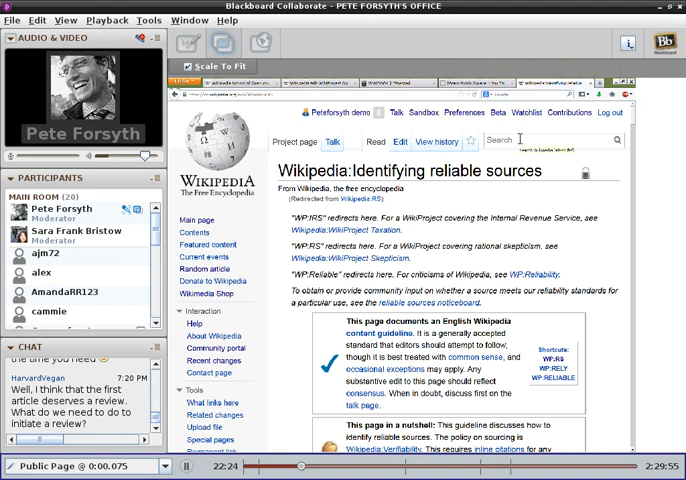 Blackboard Collaborate - PETE FORSYTH'S OFFICE
File Edit View Playback Tools Window Help
AUDIO & VIDEO
Pete Forsyth
PARTICIPANTS
MAIN ROOM (20)
Pete Forsyth
Moderator
Sara Frank Bristow
Moderator
ajm72
alex
AmandaRR123
cammie
CHAT
the time you need
HarvardVegan 7:20 PM
Well, I think that the first
article deserves a review.
What do we need to do to
initiate a review?
Scale To Fit
Bb
Peteforsyth demo 0 Talk Sandbox Preferences Beta Watchlist Contributions Log out
Project page Talk Read Edit View history Search
WIKIPEDIA
The Free Encyclopedia
Main page
Contents
Featured content
Current events
Random article
Donate to Wikipedia
Wikimedia Shop
Interaction
Help
About Wikipedia
Community portal
Recent changes
Contact page
Tools
What links here
Related changes
Upload file
Special pages
Wikipedia:Identifying reliable sources
From Wikipedia, the free encyclopedia
(Redirected from Wikipedia:RS)
"WP:IRS" redirects here. For a WikiProject covering the Internal Revenue Service, see
Wikipedia:WikiProject Taxation.
"WP:RS" redirects here. For a WikiProject covering rational skepticism, see
Wikipedia:WikiProject Skepticism.
"WP:Reliable" redirects here. For criticisms of Wikipedia, see WP:Reliability.
To obtain or provide community input on whether a source meets our reliability standards for
a particular use, see the reliable sources noticeboard.
This page documents an English Wikipedia
content guideline. It is a generally accepted
standard that editors should attempt to follow,
though it is best treated with common sense, and
occasional exceptions may apply. Any
substantive edit to this page should reflect
consensus. When in doubt, discuss first on the
talk page.
Shortcuts:
WP:RS
WP:RELY
WP:RELIABLE
This page in a nutshell: This guideline discusses how to
identify reliable sources. The policy on sourcing is
Wikipedia:Verifiability. This requires inline citations for any
Public Page @ 0:00.075
22:24
2:29:55